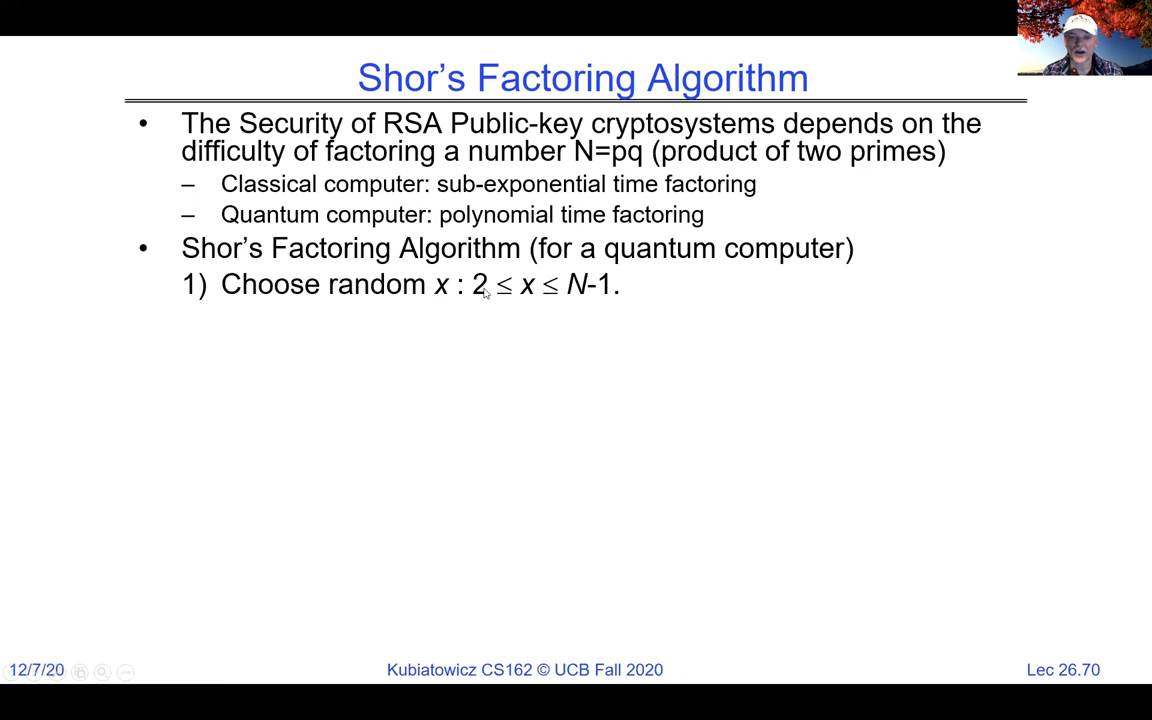 Shor's Factoring Algorithm
• The Security of RSA Public-key cryptosystems depends on the
difficulty of factoring a number N=pq (product of two primes)
– Classical computer: sub-exponential time factoring
– Quantum computer: polynomial time factoring
• Shor's Factoring Algorithm (for a quantum computer)
1) Choose random x : 2 ≤ x ≤ N-1.
12/7/20
Kubiatowicz CS162 © UCB Fall 2020
Lec 26.70